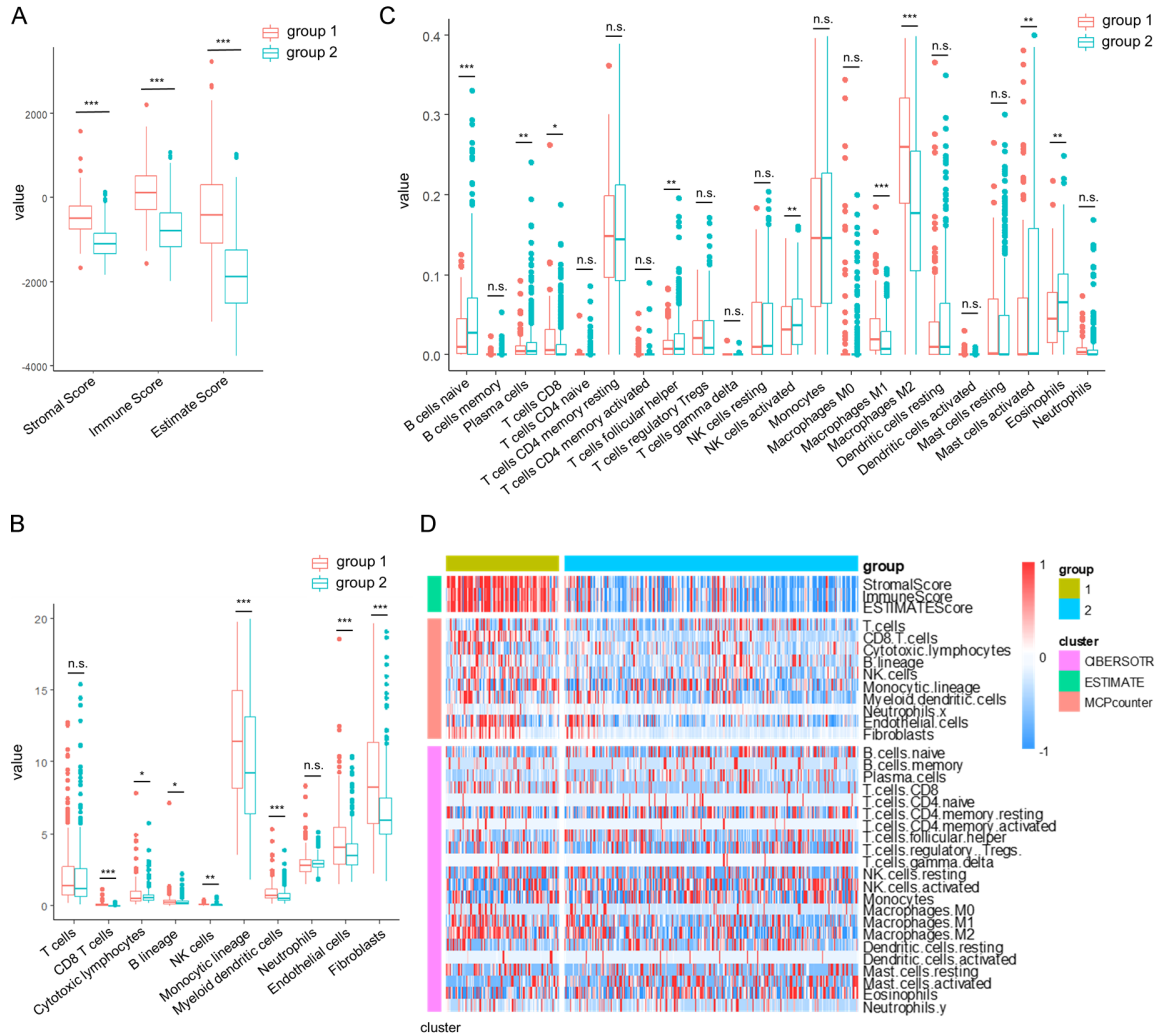 A
group 1
group 2
***
***
***
2000
0
-2000
-4000
value
Stromal Score
Immune Score
Estimate Score
C
group 1
group 2
0.4
0.3
0.2
0.1
0.0
value
***
n.s.
**
*
n.s.
n.s.
n.s.
**
n.s.
n.s.
n.s.
**
n.s.
n.s.
***
***
n.s.
n.s.
n.s.
**
**
n.s.
B cells naive
B cells memory
Plasma cells
T cells CD8
T cells CD4 naive
T cells CD4 memory resting
T cells CD4 memory activated
T cells follicular helper
T cells regulatory Tregs
T cells gamma delta
NK cells resting
NK cells activated
Monocytes
Macrophages M0
Macrophages M1
Macrophages M2
Dendritic cells resting
Dendritic cells activated
Mast cells resting
Mast cells activated
Eosinophils
Neutrophils
B
group 1
group 2
20
15
10
5
0
value
n.s.
***
*
*
**
***
***
n.s.
***
***
T cells
CD8 T cells
Cytotoxic lymphocytes
B lineage
NK cells
Monocytic lineage
Myeloid dendritic cells
Neutrophils
Endothelial cells
Fibroblasts
D
group
StromalScore
ImmuneScore
ESTIMATEScore
T.cells
CD8.T.cells
Cytotoxic.lymphocytes
B.lineage
NK.cells
Monocytic.lineage
Myeloid.dendritic.cells
Neutrophils.x
Endothelial.cells
Fibroblasts
B.cells.naive
B.cells.memory
Plasma.cells
T.cells.CD8
T.cells.CD4.naive
T.cells.CD4.memory.resting
T.cells.CD4.memory.activated
T.cells.follicular.helper
T.cells.regulatory..Tregs.
T.cells.gamma.delta
NK.cells.resting
NK.cells.activated
Monocytes
Macrophages.M0
Macrophages.M1
Macrophages.M2
Dendritic.cells.resting
Dendritic.cells.activated
Mast.cells.resting
Mast.cells.activated
Eosinophils
Neutrophils.y
cluster
1
0
-1
group
1
2
cluster
CIBERSOTR
ESTIMATE
MCPcounter